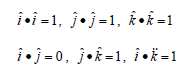 î•î=1, ĵ•ĵ=1, k̂•k̂=1
î•ĵ=0, ĵ•k̂=1, î•k̈=1